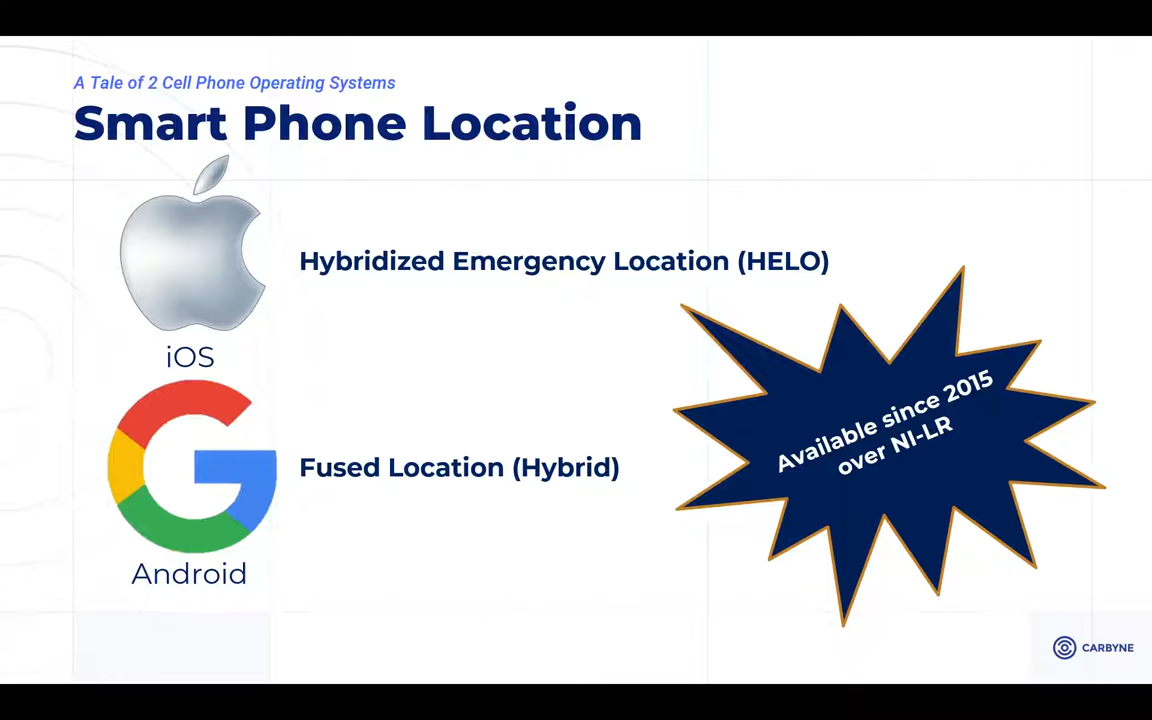 A Tale of 2 Cell Phone Operating Systems
Smart Phone Location
Hybridized Emergency Location (HELO)
iOS
Available since 2015
over NI-LR
Fused Location (Hybrid)
Android
CARBYNE